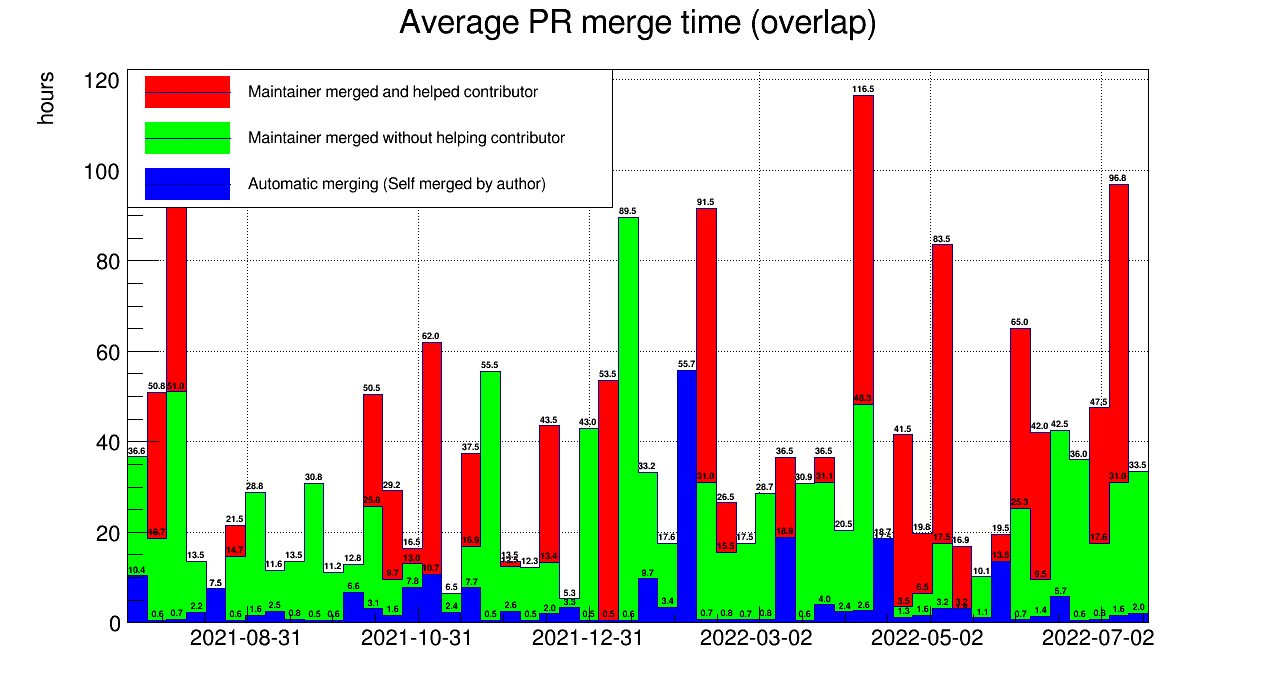 Average PR merge time (overlap)
hours
Maintainer merged and helped contributor
Maintainer merged without helping contributor
Automatic merging (Self merged by author)
120
100
80
60
40
20
0
36.6 50.8 13.5 7.5 21.5 28.8 11.6 13.5 30.8 11.2 12.8 50.5 29.2 16.5 62.0 6.5 37.5 55.5 13.5 12.3 43.5 5.3 43.0 53.5 89.5 33.2 17.6 55.7 91.5 26.5 17.5 28.7 36.5 30.9 36.5 20.5 116.5 18.7 41.5 19.8 83.5 16.9 10.1 19.5 65.0 42.0 42.5 36.0 47.5 96.8 33.5
18.7 51.0 14.7 25.8 9.7 13.0 16.9 12.5 13.4 3.3 31.0 15.5 31.1 48.3 3.5 6.5 17.5 3.2 25.3 9.5 17.6 31.0
10.4 0.6 0.7 2.2 0.6 1.6 2.5 0.8 0.5 0.6 6.6 3.1 1.6 7.8 10.7 2.4 7.7 0.5 2.6 0.5 2.0 0.5 0.5 0.6 9.7 3.4 0.7 0.8 0.7 0.8 18.9 0.6 4.0 2.4 2.6 1.3 1.6 3.2 1.1 13.5 0.7 1.4 5.7 0.6 0.8 1.6 2.0
2021-08-31 2021-10-31 2021-12-31 2022-03-02 2022-05-02 2022-07-02